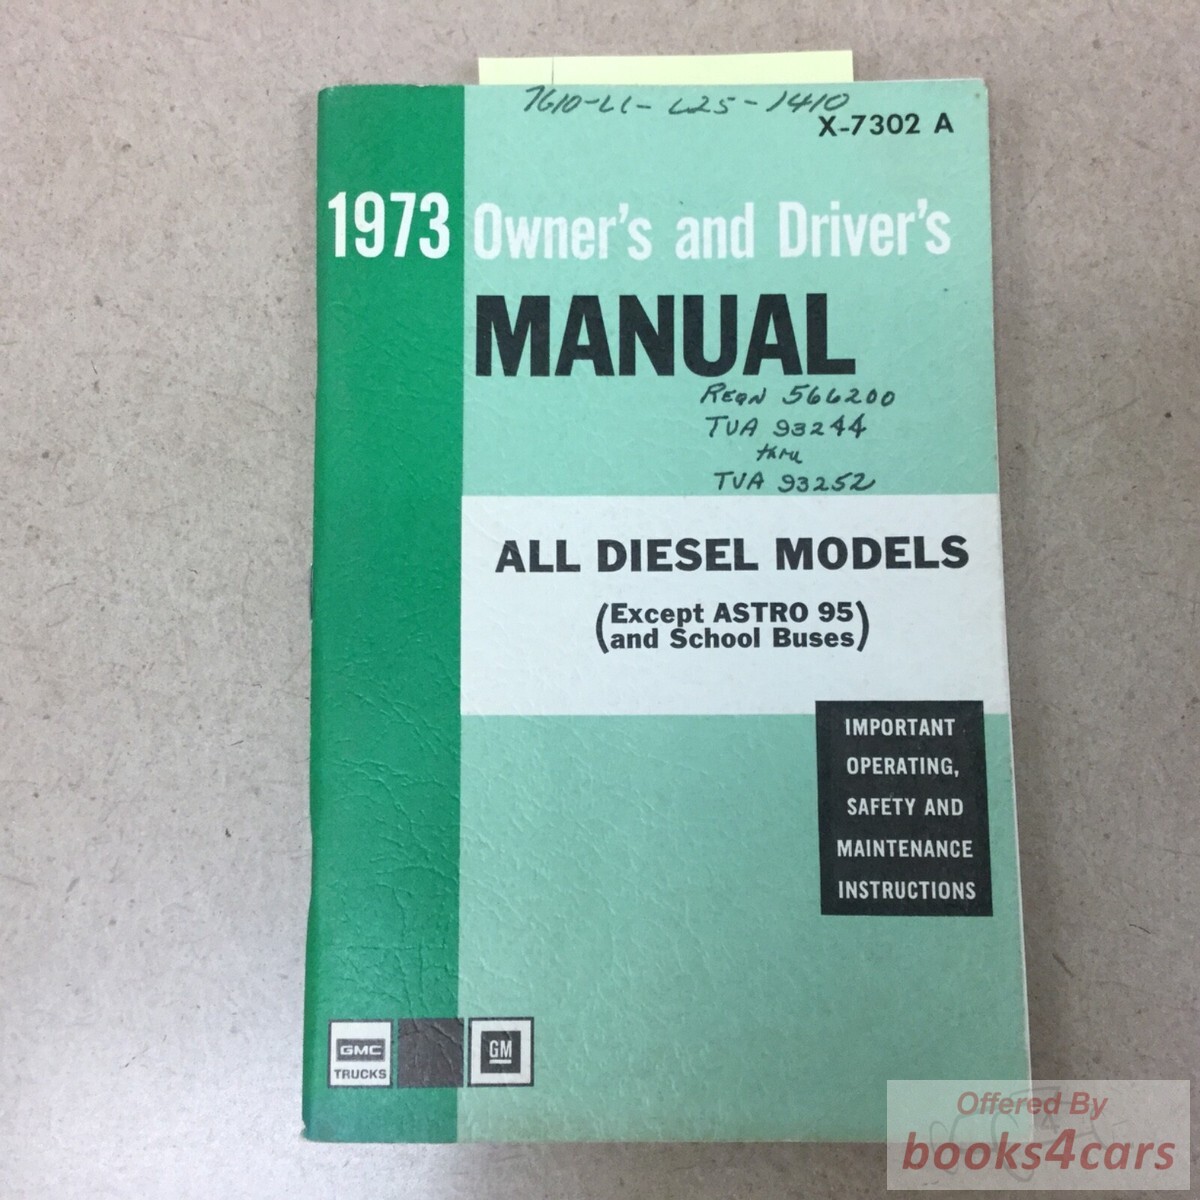 7610-L1-L25-1410
X-7302 A
1973 Owner's and Driver's
MANUAL
REQN 566200
TVA 93244
thru
TVA 93252
ALL DIESEL MODELS
(Except ASTRO 95
and School Buses)
IMPORTANT
OPERATING,
SAFETY AND
MAINTENANCE
INSTRUCTIONS
GMC
TRUCKS
GM
Offered By
books4cars